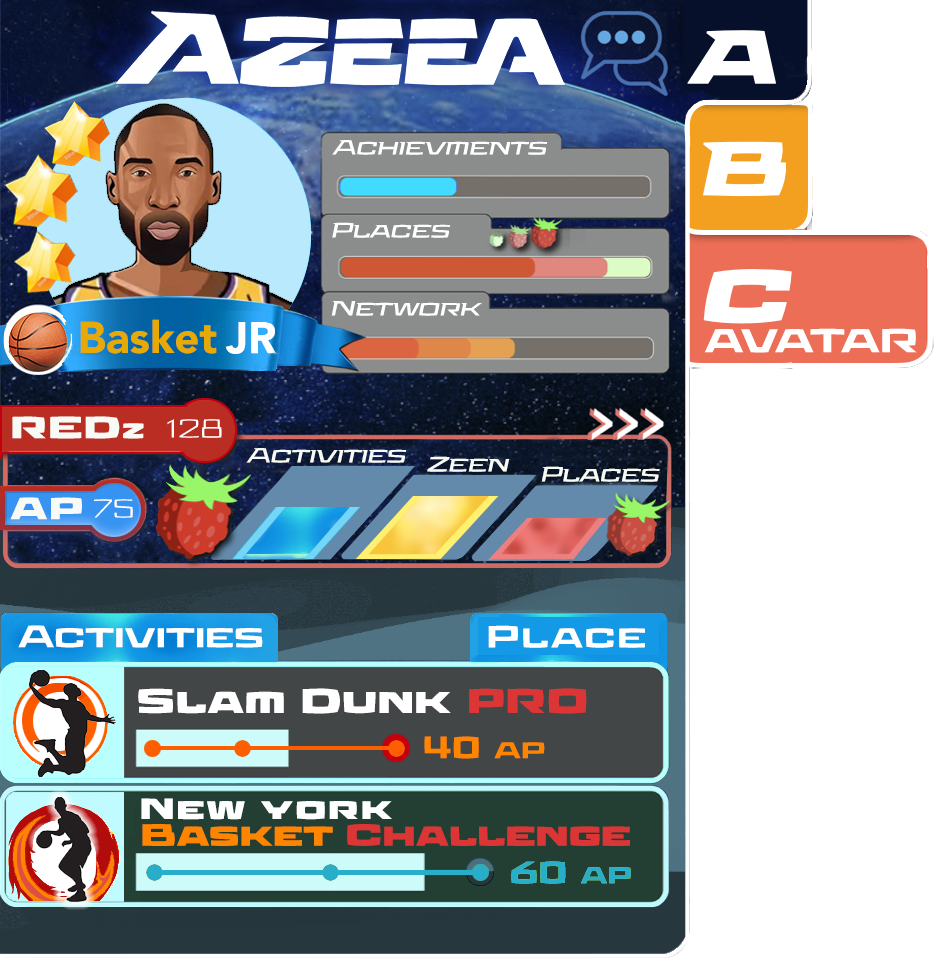 AZEEA
A
B
C
AVATAR
ACHIEVMENTS
PLACES
NETWORK
Basket JR
REDz 128
AP 75
>>>
ACTIVITIES
ZEEN
PLACES
ACTIVITIES
PLACE
SLAM DUNK PRO
40 AP
NEW YORK
BASKET CHALLENGE
60 AP